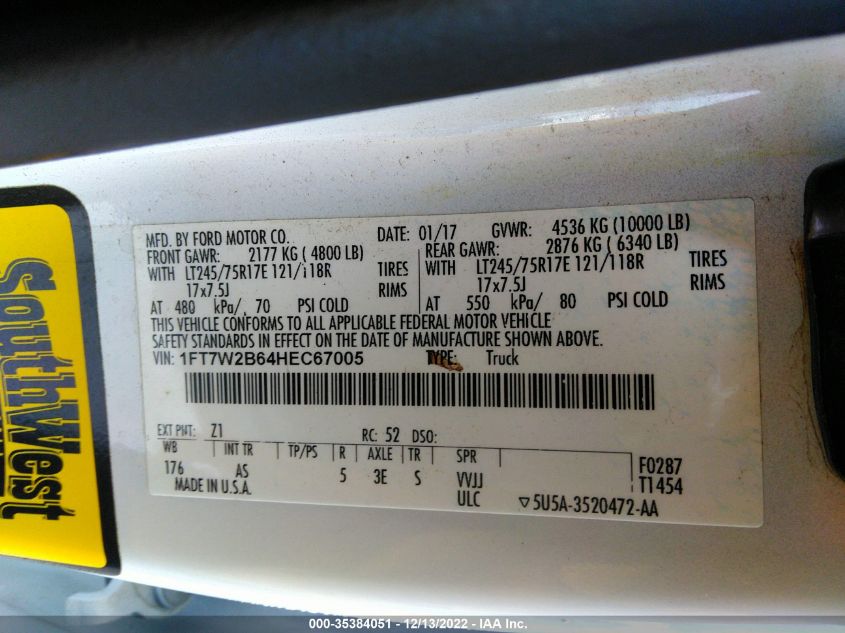 SouthWest
MFD. BY FORD MOTOR CO. DATE: 01/17 GVWR: 4536 KG (10000 LB)
FRONT GAWR: 2177 KG ( 4800 LB) REAR GAWR: 2876 KG ( 6340 LB)
WITH LT245/75R17E 121/118R TIRES WITH LT245/75R17E 121/118R TIRES
17x7.5J RIMS 17x7.5J RIMS
AT 480 kPa/ 70 PSI COLD AT 550 kPa/ 80 PSI COLD
THIS VEHICLE CONFORMS TO ALL APPLICABLE FEDERAL MOTOR VEHICLE
SAFETY STANDARDS IN EFFECT ON THE DATE OF MANUFACTURE SHOWN ABOVE.
VIN: 1FT7W2B64HEC67005 TYPE: Truck
EXT PNT: Z1 RC: 52 DSO:
WB INT TR TP/PS R AXLE TR SPR
176 AS 5 3E S VVJJ F0287
MADE IN U.S.A. ULC ▽5U5A-3520472-AA T1454
000-35384051 - 12/13/2022 - IAA Inc.